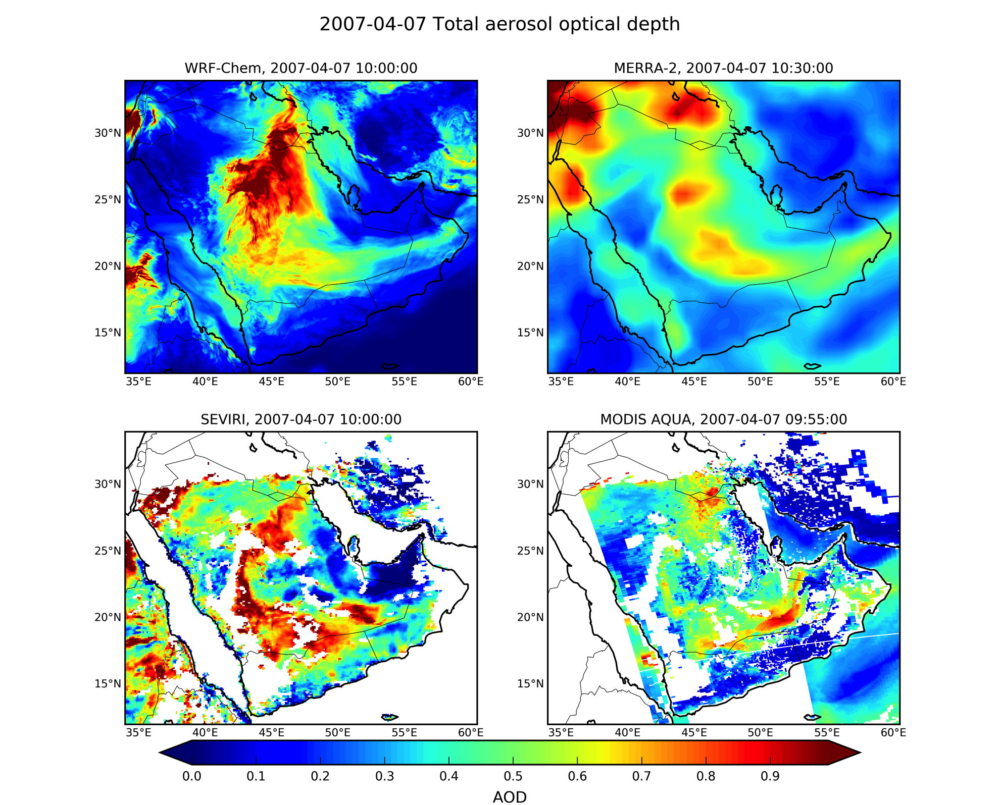 2007-04-07 Total aerosol optical depth
WRF-Chem, 2007-04-07 10:00:00
30°N
25°N
20°N
15°N
35°E 40°E 45°E 50°E 55°E 60°E
MERRA-2, 2007-04-07 10:30:00
30°N
25°N
20°N
15°N
35°E 40°E 45°E 50°E 55°E 60°E
SEVIRI, 2007-04-07 10:00:00
30°N
25°N
20°N
15°N
35°E 40°E 45°E 50°E 55°E 60°E
MODIS AQUA, 2007-04-07 09:55:00
30°N
25°N
20°N
15°N
35°E 40°E 45°E 50°E 55°E 60°E
0.0 0.1 0.2 0.3 0.4 0.5 0.6 0.7 0.8 0.9
AOD